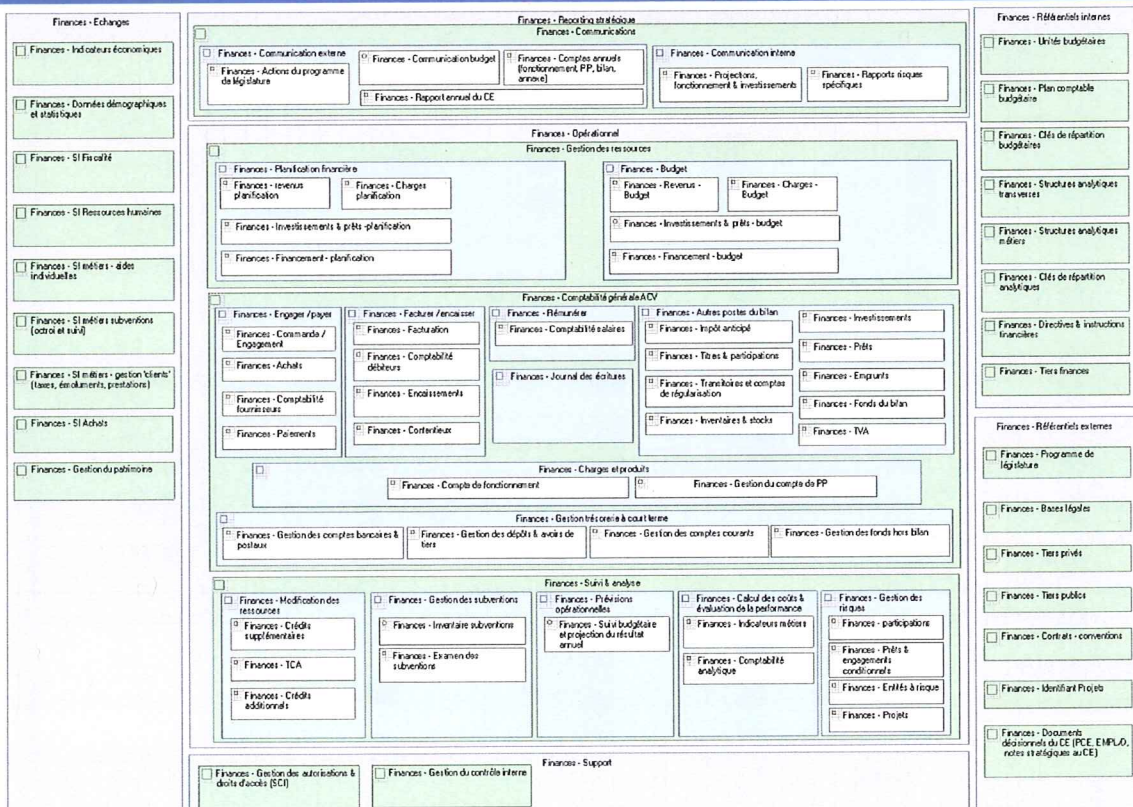 Finances - Echanges
Finances - Indicateurs économiques
Finances - Données démographiques
et statistiques
Finances - SI Fiscalité
Finances - SI Ressources humaines
Finances - SI métiers - aides
individuelles
Finances - SI métiers subventions
(octroi et suivi)
Finances - SI métiers - gestion 'clients'
(taxes, émoluments, prestations)
Finances - SI Achats
Finances - Gestion du patrimoine
Finances - Reporting stratégique
Finances - Communications
Finances - Communication externe
Finances - Actions du programme
de législature
Finances - Communication budget
Finances - Comptes annuels
(fonctionnement, PP, bilan,
annexe)
Finances - Rapport annuel du CE
Finances - Communication interne
Finances - Projections,
fonctionnement & investissements
Finances - Rapports risques
spécifiques
Finances - Opérationnel
Finances - Gestion des ressources
Finances - Planification financière
Finances - revenus
planification
Finances - Charges
planification
Finances - Investissements & prêts -planification
Finances - Financement - planification
Finances - Budget
Finances - Revenus -
Budget
Finances - Charges -
Budget
Finances - Investissements & prêts - budget
Finances - Financement - budget
Finances - Comptabilité générale ACV
Finances - Engager / payer
Finances - Commande /
Engagement
Finances - Achats
Finances - Comptabilité
fournisseurs
Finances - Paiements
Finances - Facturer / encaisser
Finances - Facturation
Finances - Comptabilité
débiteurs
Finances - Encaissements
Finances - Contentieux
Finances - Rémunérer
Finances - Comptabilité salaires
Finances - Journal des écritures
Finances - Autres postes du bilan
Finances - Impôt anticipé
Finances - Titres & participations
Finances - Transitoires et comptes
de régularisation
Finances - Inventaires & stocks
Finances - Investissements
Finances - Prêts
Finances - Emprunts
Finances - Fonds du bilan
Finances - TVA
Finances - Charges et produits
Finances - Compte de fonctionnement
Finances - Gestion du compte de PP
Finances - Gestion trésorerie à court terme
Finances - Gestion des comptes bancaires &
postaux
Finances - Gestion des dépôts & avoirs de
tiers
Finances - Gestion des comptes courants
Finances - Gestion des fonds hors bilan
Finances - Suivi & analyse
Finances - Modification des
ressources
Finances - Crédits
supplémentaires
Finances - TCA
Finances - Crédits
additionnels
Finances - Gestion des subventions
Finances - Inventaire subventions
Finances - Examen des
subventions
Finances - Prévisions
opérationnelles
Finances - Suivi budgétaire
et projection du résultat
annuel
Finances - Calcul des coûts &
évaluation de la performance
Finances - Indicateurs métiers
Finances - Comptabilité
analytique
Finances - Gestion des
risques
Finances - participations
Finances - Prêts &
engagements
conditionnels
Finances - Entités à risque
Finances - Projets
Finances - Support
Finances - Gestion des autorisations &
droits d'accès (SCI)
Finances - Gestion du contrôle interne
Finances - Référentiels internes
Finances - Unités budgétaires
Finances - Plan comptable
budgétaire
Finances - Clés de répartition
budgétaires
Finances - Structures analytiques
transverses
Finances - Structures analytiques
métiers
Finances - Clés de répartition
analytiques
Finances - Directives & instructions
financières
Finances - Tiers finances
Finances - Référentiels externes
Finances - Programme de
législature
Finances - Bases légales
Finances - Tiers privés
Finances - Tiers publics
Finances - Contrats - conventions
Finances - Identifiant Projets
Finances - Documents
décisionnels du CE (PCE, EMPL/D,
notes stratégiques au CE)